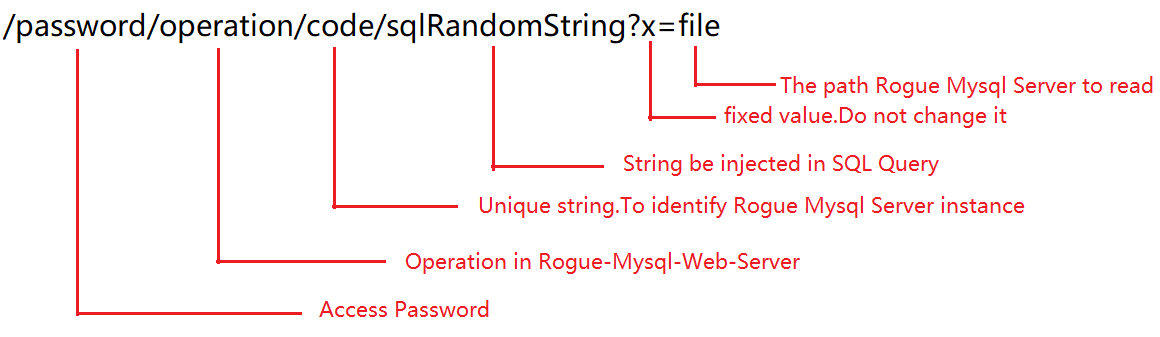 /password/operation/code/sqlRandomString?x=file
The path Rogue Mysql Server to read
fixed value.Do not change it
String be injected in SQL Query
Unique string.To identify Rogue Mysql Server instance
Operation in Rogue-Mysql-Web-Server
Access Password